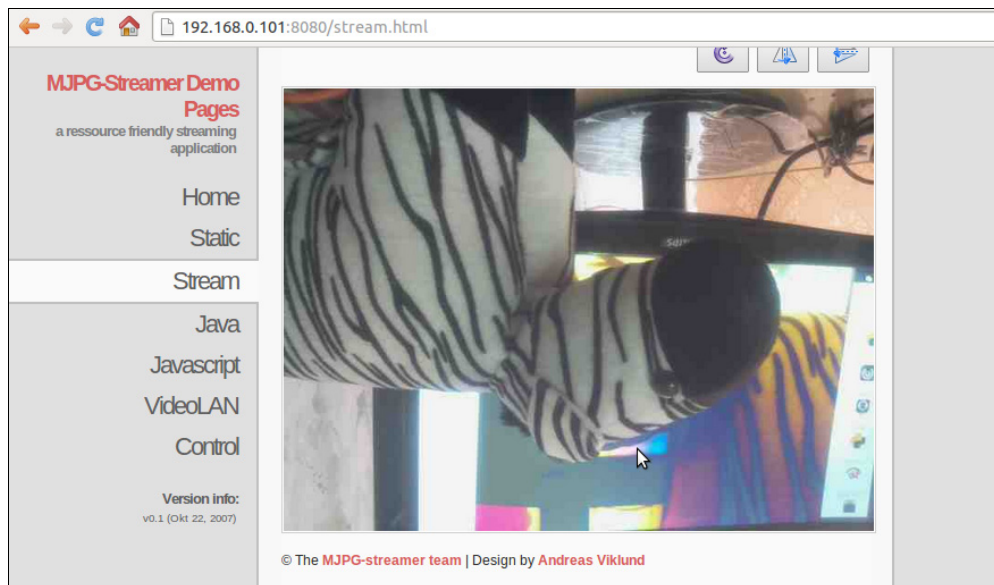 192.168.0.101:8080/stream.html
MJPG-Streamer Demo
Pages
a ressource friendly streaming
application
Home
Static
Stream
Java
Javascript
VideoLAN
Control
Version info:
v0.1 (Okt 22, 2007)
© The MJPG-streamer team | Design by Andreas Viklund